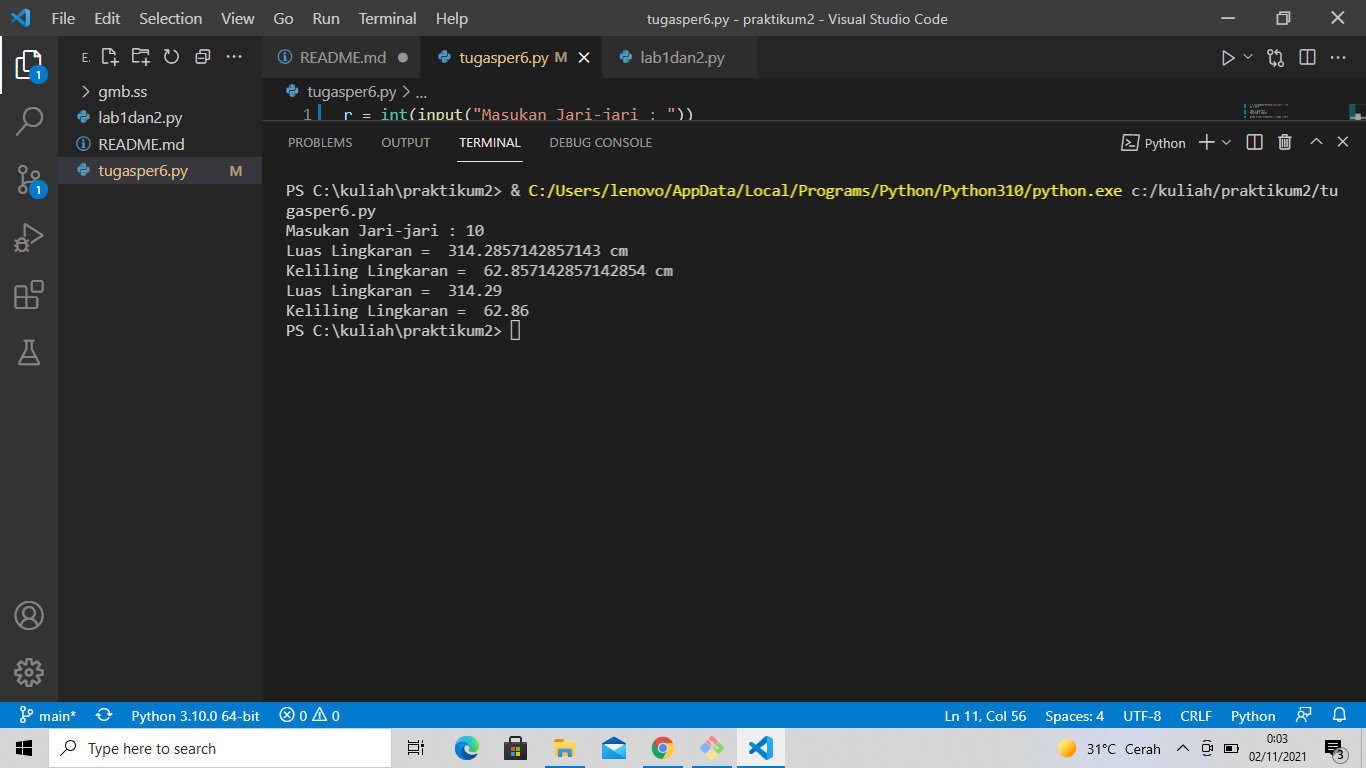 File Edit Selection View Go Run Terminal Help tugasper6.py - praktikum2 - Visual Studio Code
E. README.md tugasper6.py M lab1dan2.py
gmb.ss
lab1dan2.py
README.md
tugasper6.py M
tugasper6.py > ...
1 r = int(input("Masukan Jari-jari : "))
PROBLEMS OUTPUT TERMINAL DEBUG CONSOLE Python
PS C:\kuliah\praktikum2> & C:/Users/lenovo/AppData/Local/Programs/Python/Python310/python.exe c:/kuliah/praktikum2/tu
gasper6.py
Masukan Jari-jari : 10
Luas Lingkaran =  314.2857142857143 cm
Keliling Lingkaran =  62.857142857142854 cm
Luas Lingkaran =  314.29
Keliling Lingkaran =  62.86
PS C:\kuliah\praktikum2>
1
1
main* Python 3.10.0 64-bit 0 0 Ln 11, Col 56 Spaces: 4 UTF-8 CRLF Python
Type here to search 31°C Cerah 0:03
02/11/2021 3